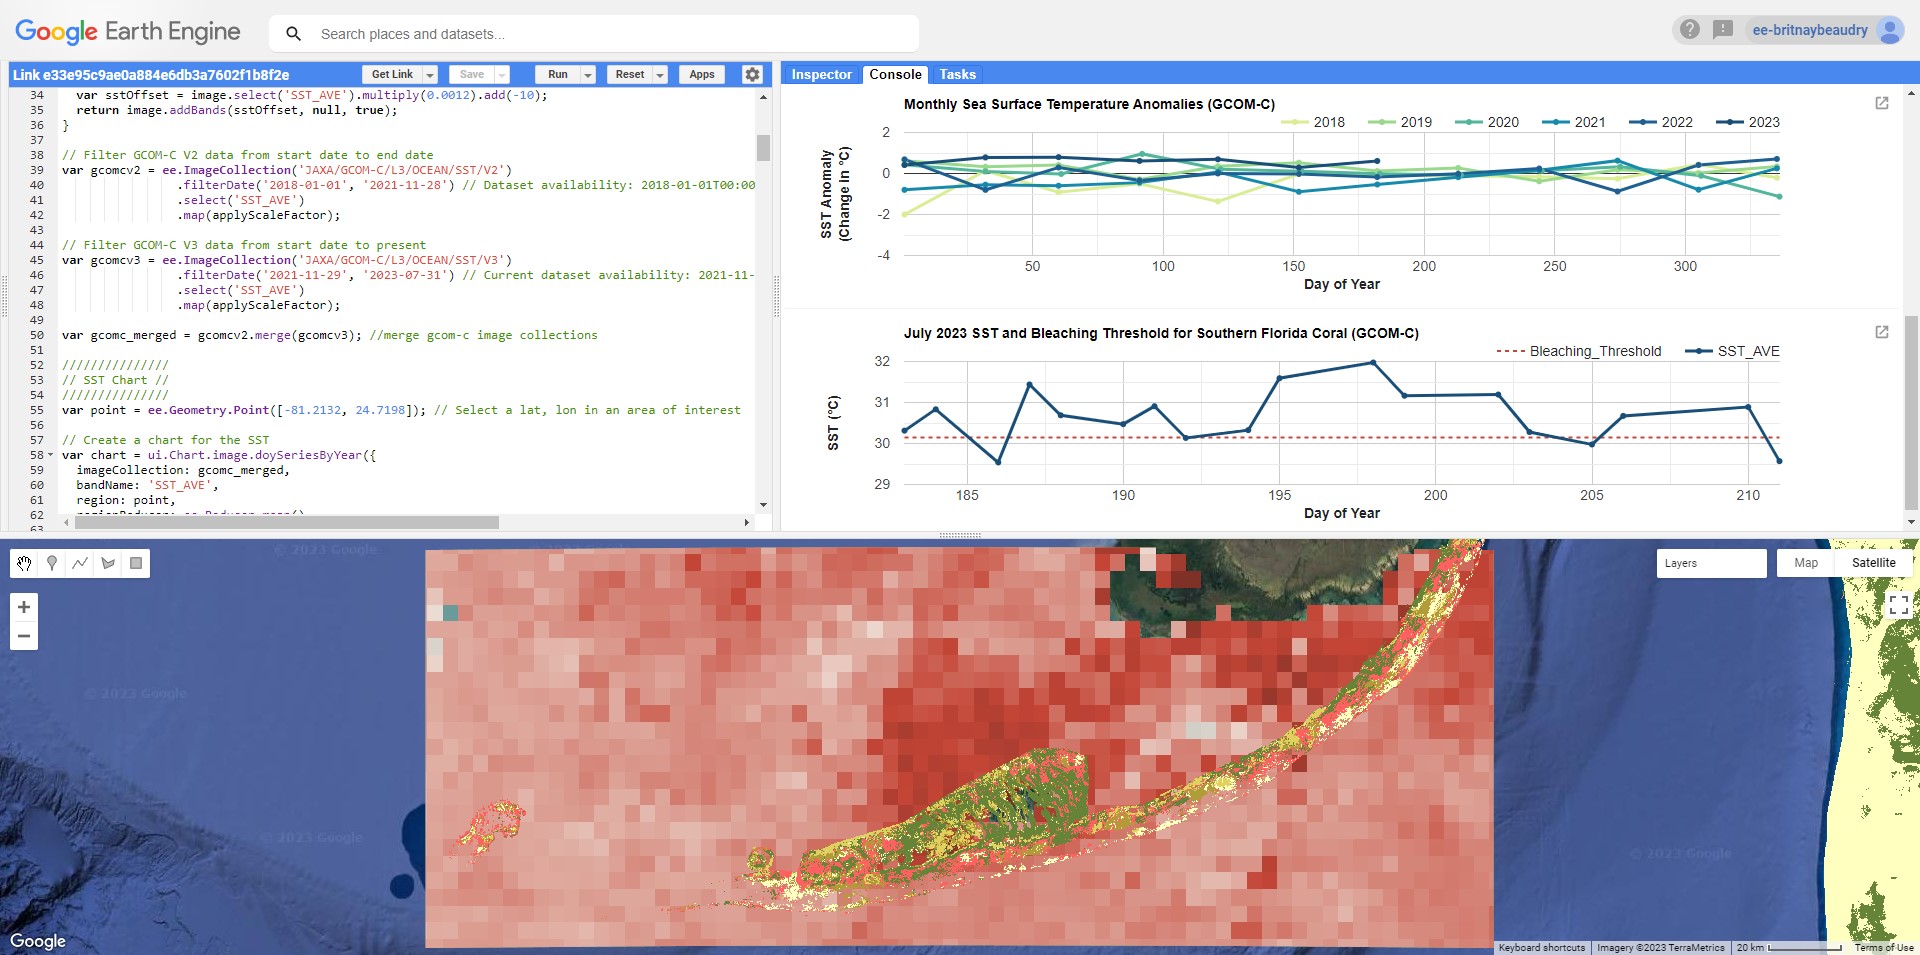 Google Earth Engine
Search places and datasets...
ee-britnaybeaudry
Link e33e95c9ae0a884e6db3a7602f1b8f2e
Get Link
Save
Run
Reset
Apps
34 var sstOffset = image.select('SST_AVE').multiply(0.0012).add(-10);
35 return image.addBands(sstOffset, null, true);
36 }
37
38 // Filter GCOM-C V2 data from start date to end date
39 var gcomcv2 = ee.ImageCollection('JAXA/GCOM-C/L3/OCEAN/SST/V2')
40 .filterDate('2018-01-01', '2021-11-28') // Dataset availability: 2018-01-01T00:00
41 .select('SST_AVE')
42 .map(applyScaleFactor);
43
44 // Filter GCOM-C V3 data from start date to present
45 var gcomcv3 = ee.ImageCollection('JAXA/GCOM-C/L3/OCEAN/SST/V3')
46 .filterDate('2021-11-29', '2023-07-31') // Current dataset availability: 2021-11-
47 .select('SST_AVE')
48 .map(applyScaleFactor);
49
50 var gcomc_merged = gcomcv2.merge(gcomcv3); //merge gcom-c image collections
51
52 ///////////////
53 // SST Chart //
54 ///////////////
55 var point = ee.Geometry.Point([-81.2132, 24.7198]); // Select a lat, lon in an area of interest
56
57 // Create a chart for the SST
58 var chart = ui.Chart.image.doySeriesByYear({
59 imageCollection: gcomc_merged,
60 bandName: 'SST_AVE',
61 region: point,
62
63
Inspector
Console
Tasks
Monthly Sea Surface Temperature Anomalies (GCOM-C)
2018 2019 2020 2021 2022 2023
SST Anomaly
(Change in °C)
2
0
-2
-4
50 100 150 200 250 300
Day of Year
July 2023 SST and Bleaching Threshold for Southern Florida Coral (GCOM-C)
Bleaching_Threshold SST_AVE
SST (°C)
32
31
30
29
185 190 195 200 205 210
Day of Year
© 2023 Google
© 2023 Google
© 2023 Google
© 2023 Google
Layers
Map
Satellite
+
−
Google
Keyboard shortcuts
Imagery ©2023 TerraMetrics
20 km
Terms of Use